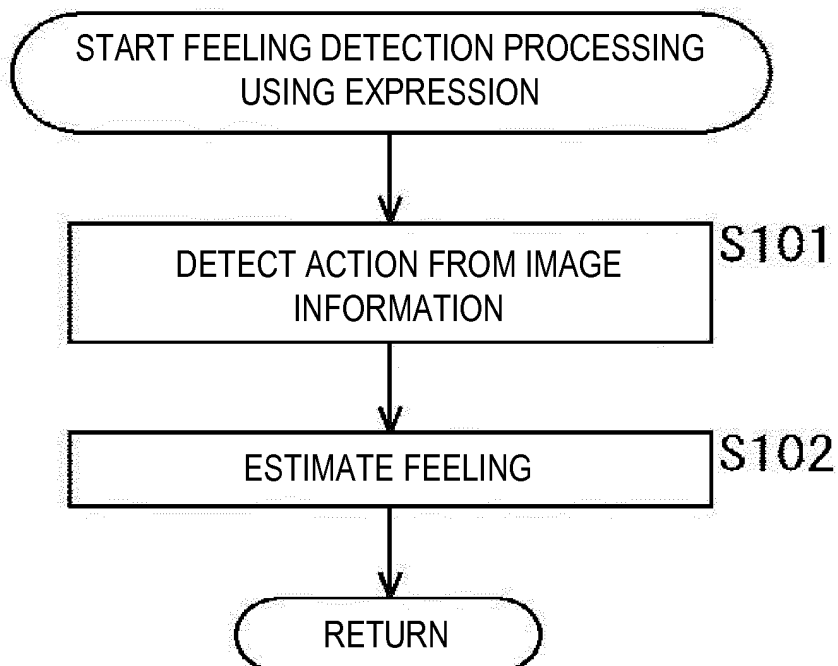 START FEELING DETECTION PROCESSING
USING EXPRESSION
S101
DETECT ACTION FROM IMAGE
INFORMATION
S102
ESTIMATE FEELING
RETURN